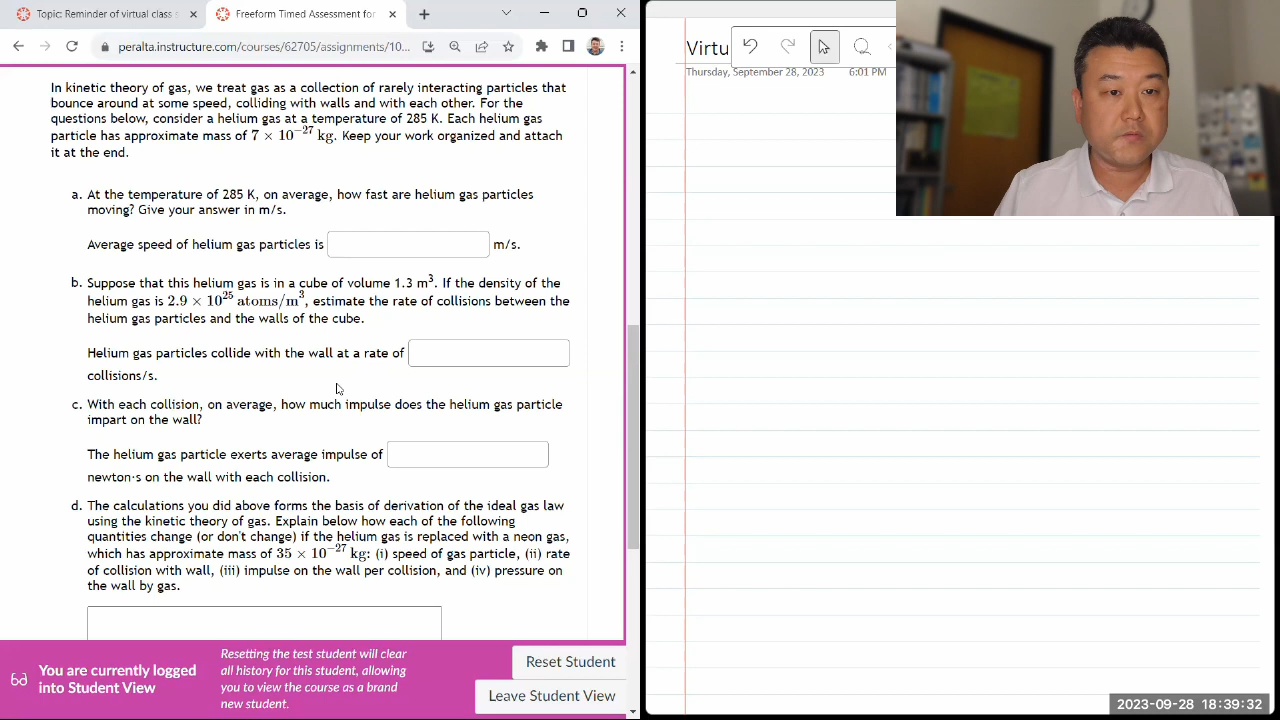 Topic: Reminder of virtual class s
Freeform Timed Assessment for
peralta.instructure.com/courses/62705/assignments/10...
In kinetic theory of gas, we treat gas as a collection of rarely interacting particles that
bounce around at some speed, colliding with walls and with each other. For the
questions below, consider a helium gas at a temperature of 285 K. Each helium gas
particle has approximate mass of 7 × 10⁻²⁷ kg. Keep your work organized and attach
it at the end.
a. At the temperature of 285 K, on average, how fast are helium gas particles
moving? Give your answer in m/s.
Average speed of helium gas particles is m/s.
b. Suppose that this helium gas is in a cube of volume 1.3 m³. If the density of the
helium gas is 2.9 × 10²⁵ atoms/m³, estimate the rate of collisions between the
helium gas particles and the walls of the cube.
Helium gas particles collide with the wall at a rate of
collisions/s.
c. With each collision, on average, how much impulse does the helium gas particle
impart on the wall?
The helium gas particle exerts average impulse of
newton·s on the wall with each collision.
d. The calculations you did above forms the basis of derivation of the ideal gas law
using the kinetic theory of gas. Explain below how each of the following
quantities change (or don't change) if the helium gas is replaced with a neon gas,
which has approximate mass of 35 × 10⁻²⁷ kg: (i) speed of gas particle, (ii) rate
of collision with wall, (iii) impulse on the wall per collision, and (iv) pressure on
the wall by gas.
You are currently logged
into Student View
Resetting the test student will clear
all history for this student, allowing
you to view the course as a brand
new student.
Reset Student
Leave Student View
Virtu
Thursday, September 28, 2023 6:01 PM
2023-09-28 18:39:32